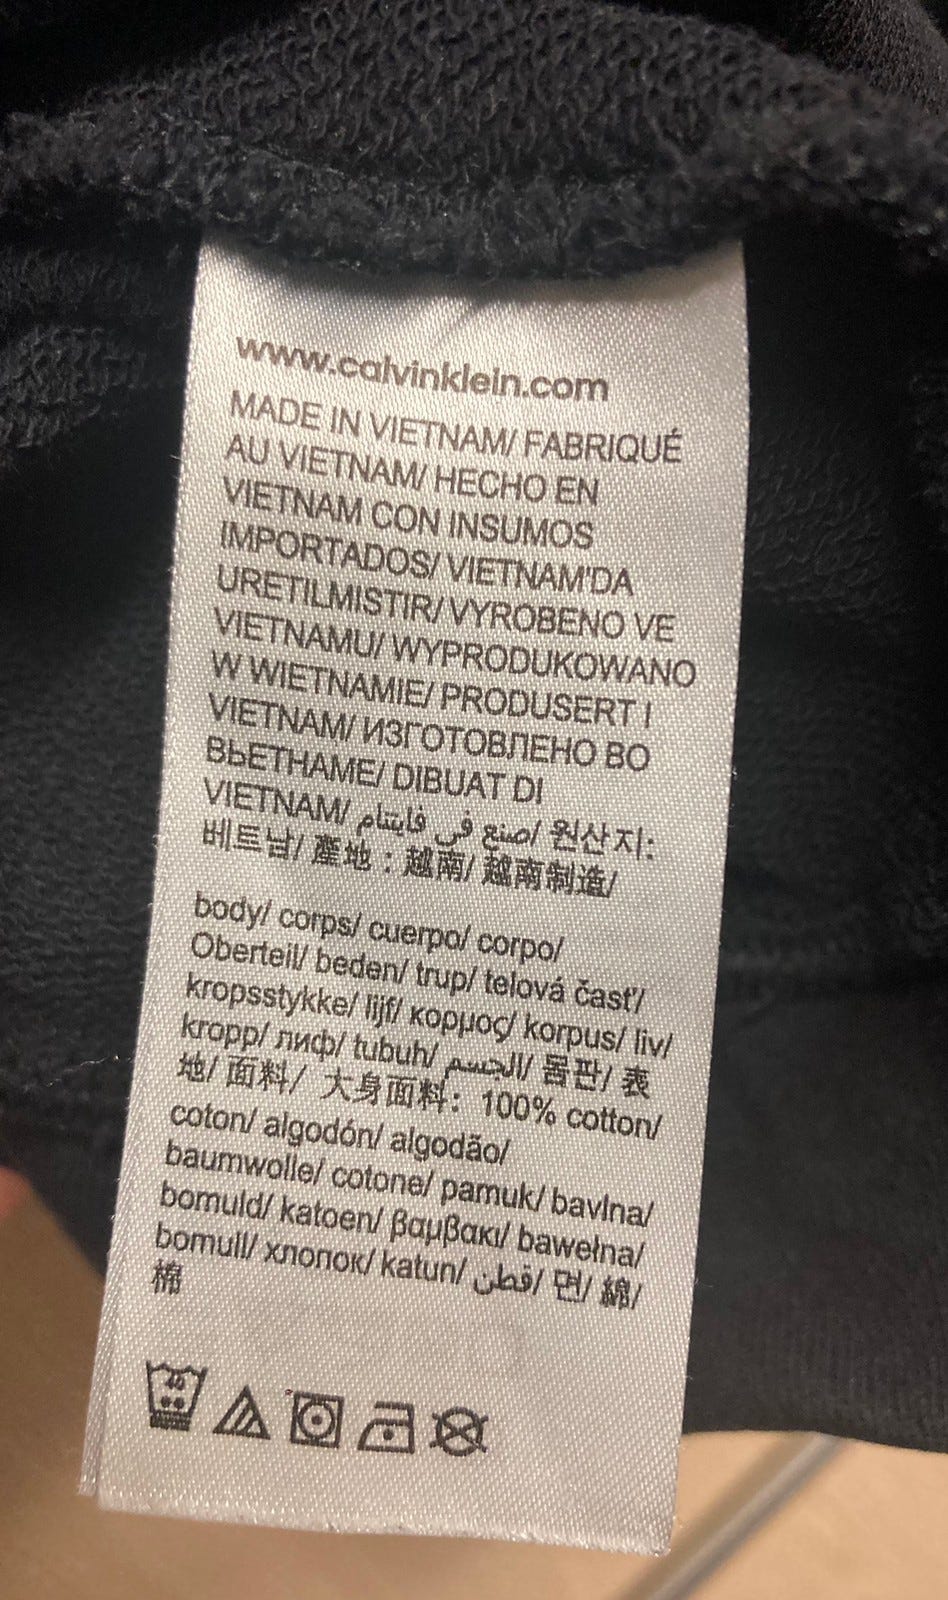 www.calvinklein.com
MADE IN VIETNAM/ FABRIQUÉ
AU VIETNAM/ HECHO EN
VIETNAM CON INSUMOS
IMPORTADOS/ VIETNAM'DA
URETILMISTIR/ VYROBENO VE
VIETNAMU/ WYPRODUKOWANO
W WIETNAMIE/ PRODUSERT I
VIETNAM/ ИЗГОТОВЛЕНО ВО
ВЬЕТНАМЕ/ DIBUAT DI
VIETNAM/ صنع في فايتنام/ 원산지:
베트남/ 產地：越南/ 越南制造/
body/ corps/ cuerpo/ corpo/
Oberteil/ beden/ trup/ telová časť/
kropsstykke/ lijf/ κορμος/ korpus/ liv/
kropp/ лиф/ tubuh/ الجسم/ 몸판/ 表
地/ 面料/ 大身面料：100% cotton/
coton/ algodón/ algodão/
baumwolle/ cotone/ pamuk/ bavlna/
bomuld/ katoen/ βαμβακι/ bawełna/
bomull/ хлопок/ katun/ قطن/ 면/ 綿/
棉
40